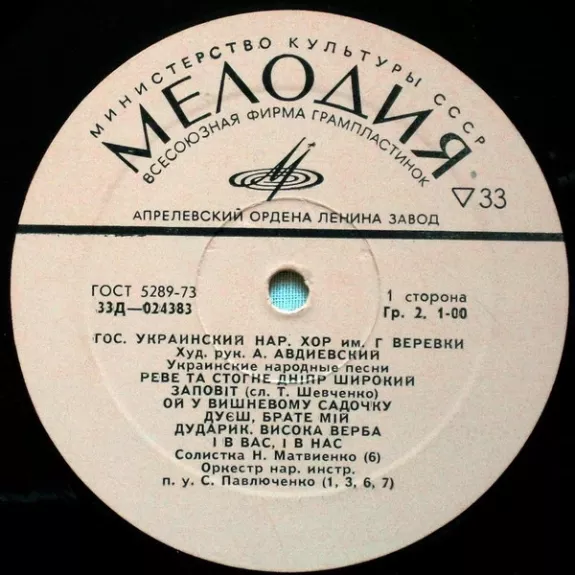 МИНИСТЕРСТВО КУЛЬТУРЫ СССР
МЕЛОДИЯ
ВСЕСОЮЗНАЯ ФИРМА ГРАМПЛАСТИНОК
▽33
АПРЕЛЕВСКИЙ ОРДЕНА ЛЕНИНА ЗАВОД
ГОСТ 5289-73
33Д—024383
1 сторона
Гр. 2. 1-00
ГОС. УКРАИНСКИЙ НАР. ХОР им. Г ВЕРЕВКИ
Худ. рук. А. АВДИЕВСКИЙ
Украинские народные песни
РЕВЕ ТА СТОГНЕ ДНІПР ШИРОКИЙ
ЗАПОВІТ (сл. Т. Шевченко)
ОЙ У ВИШНЕВОМУ САДОЧКУ
ДУЄШ, БРАТЕ МІЙ
ДУДАРИК. ВИСОКА ВЕРБА
І В ВАС, І В НАС
Солистка Н. Матвиенко (6)
Оркестр нар. инстр.
п. у С. Павлюченко (1, 3, 6, 7)